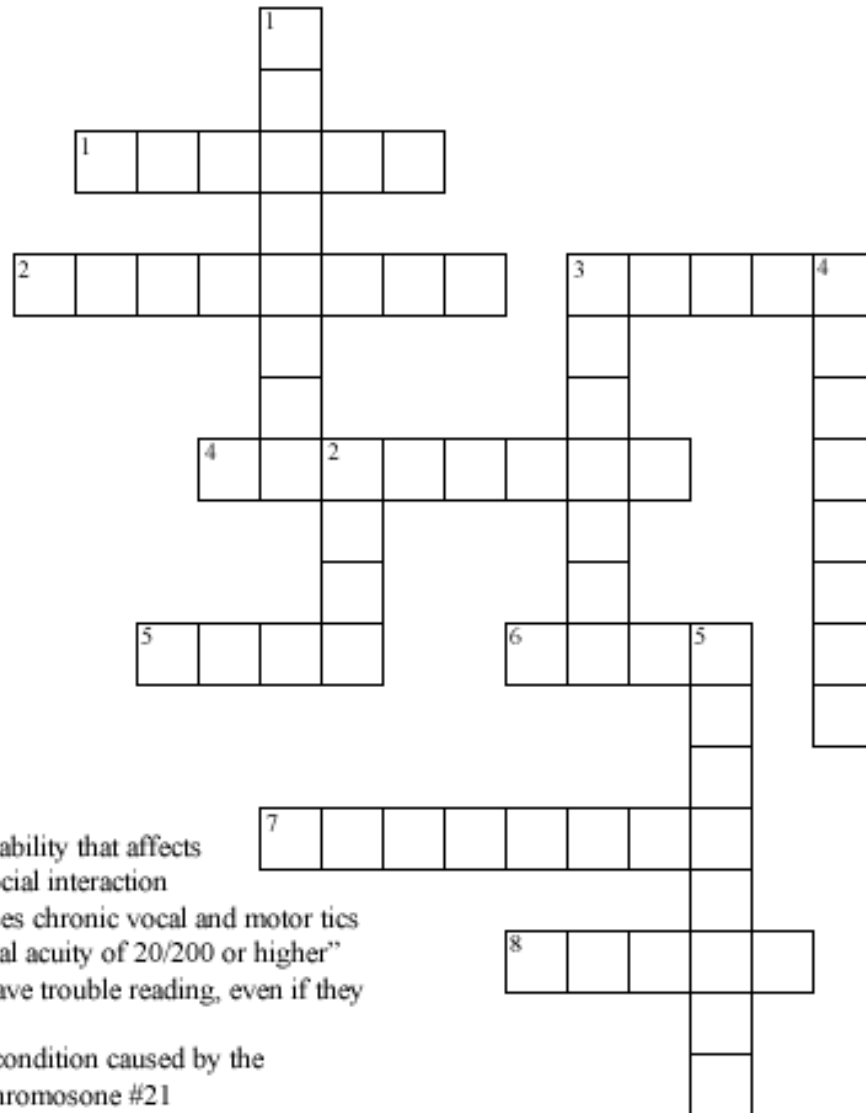 1
1
2 3 4
4 2
5 6 5
7
ability that affects
cial interaction
es chronic vocal and motor tics
8
al acuity of 20/200 or higher”
ave trouble reading, even if they
condition caused by the
hromosone #21